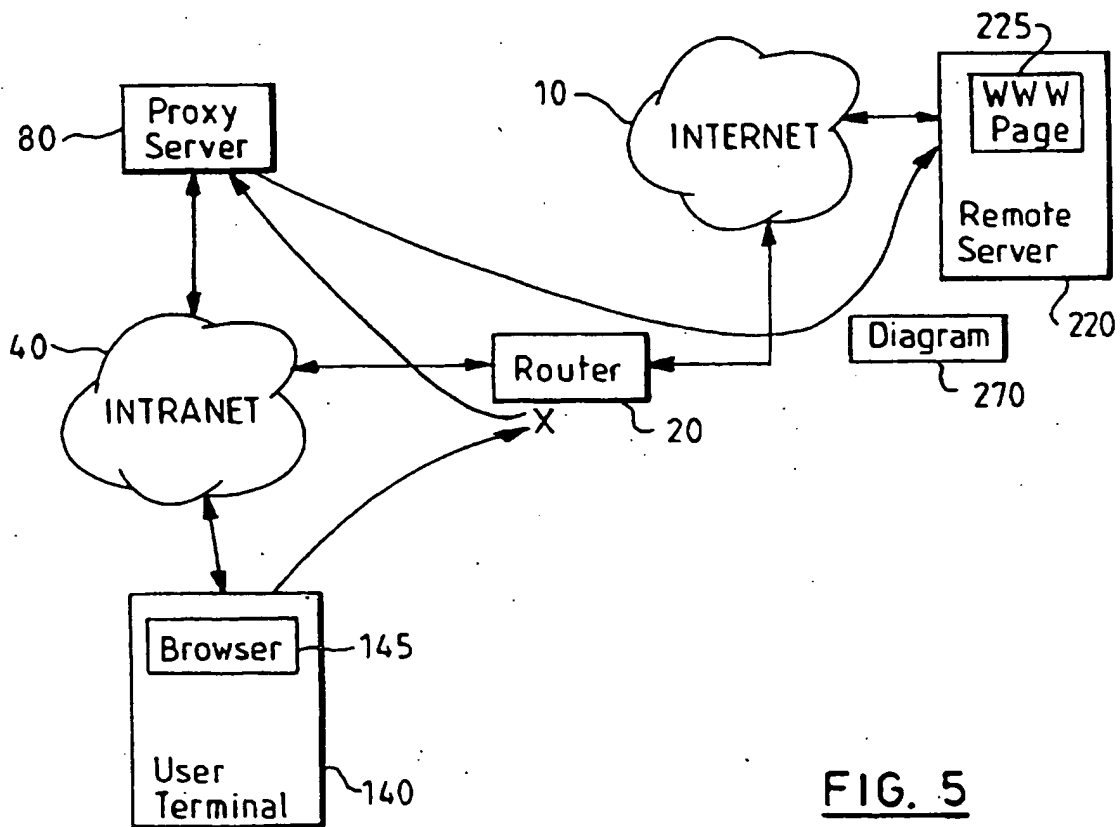 225
WWW
Page
Remote
Server
220
10
INTERNET
80
Proxy
Server
40
INTRANET
Router
20
X
Diagram
270
Browser
145
User
Terminal
140
FIG. 5